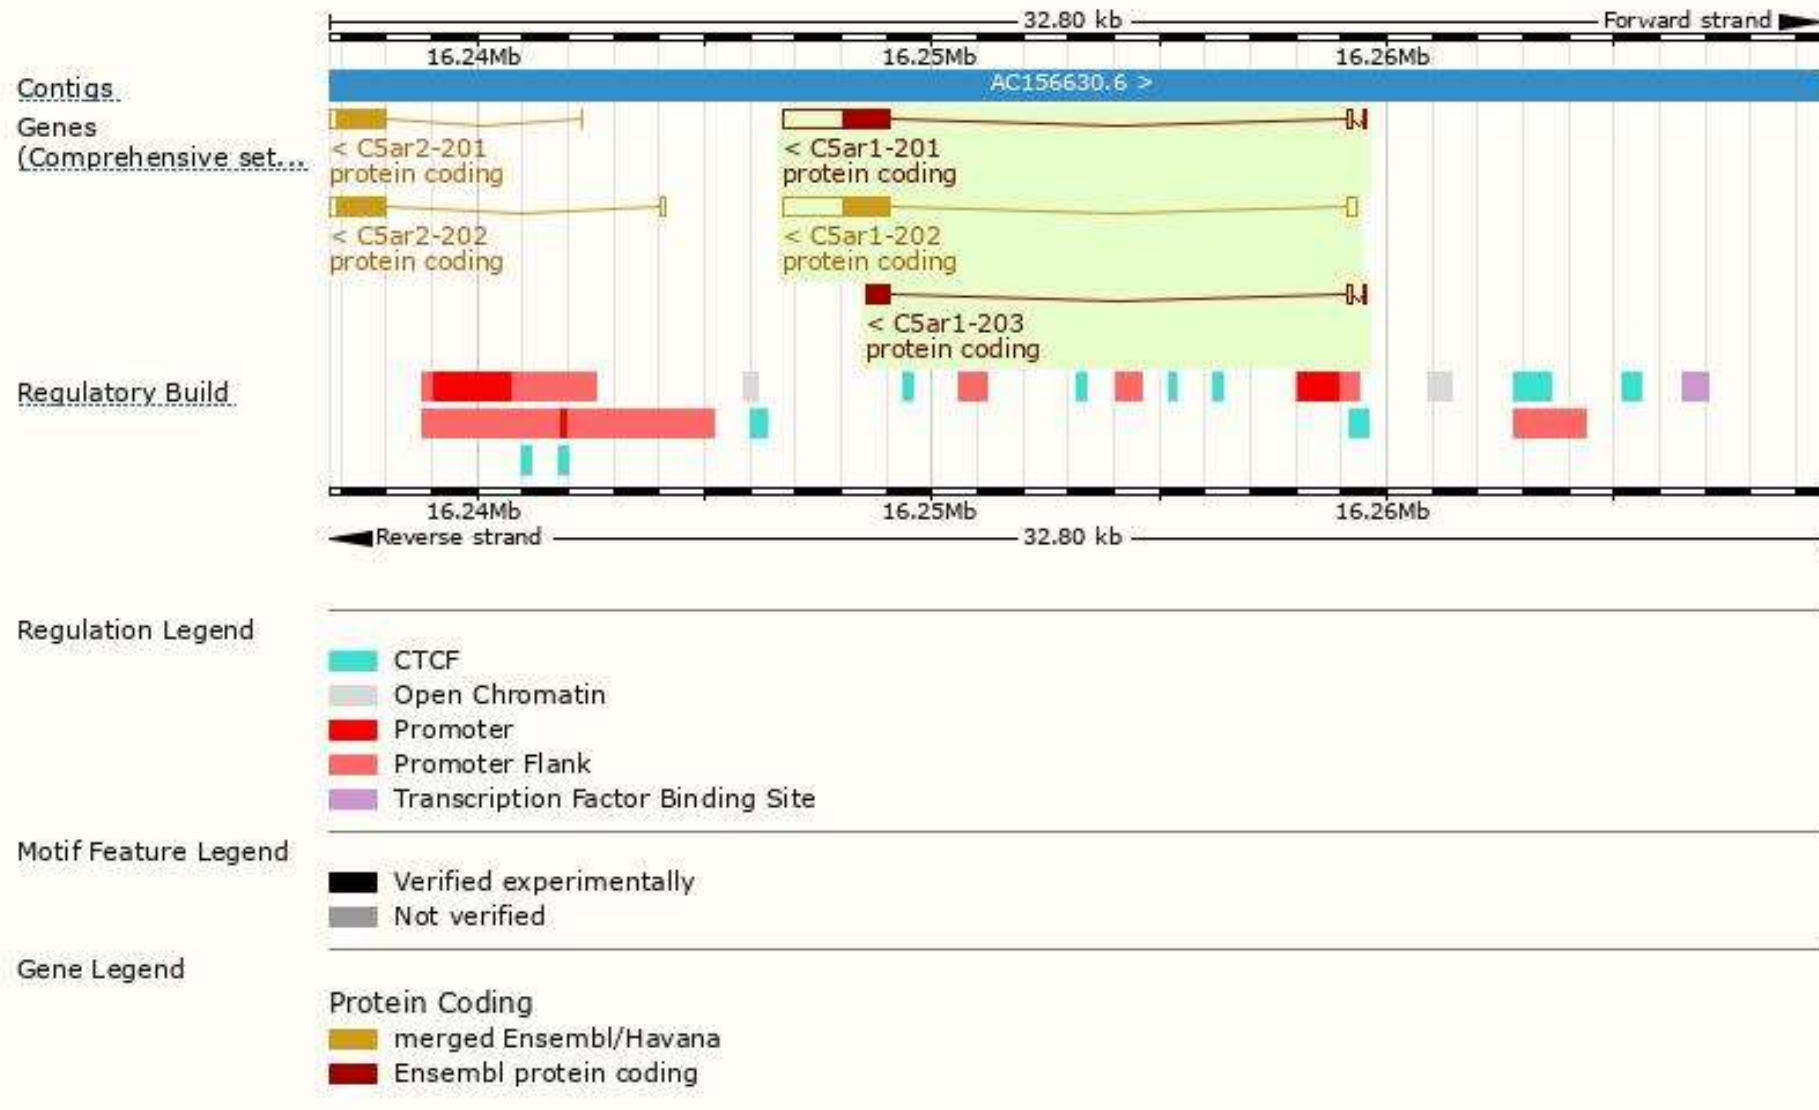 32.80 kb Forward strand
16.24Mb 16.25Mb 16.26Mb
Contigs AC156630.6 >
Genes
(Comprehensive set...
< C5ar2-201 < C5ar1-201
protein coding protein coding
< C5ar2-202 < C5ar1-202
protein coding protein coding
< C5ar1-203
protein coding
Regulatory Build
16.24Mb 16.25Mb 16.26Mb
Reverse strand 32.80 kb
Regulation Legend
CTCF
Open Chromatin
Promoter
Promoter Flank
Transcription Factor Binding Site
Motif Feature Legend
Verified experimentally
Not verified
Gene Legend
Protein Coding
merged Ensembl/Havana
Ensembl protein coding